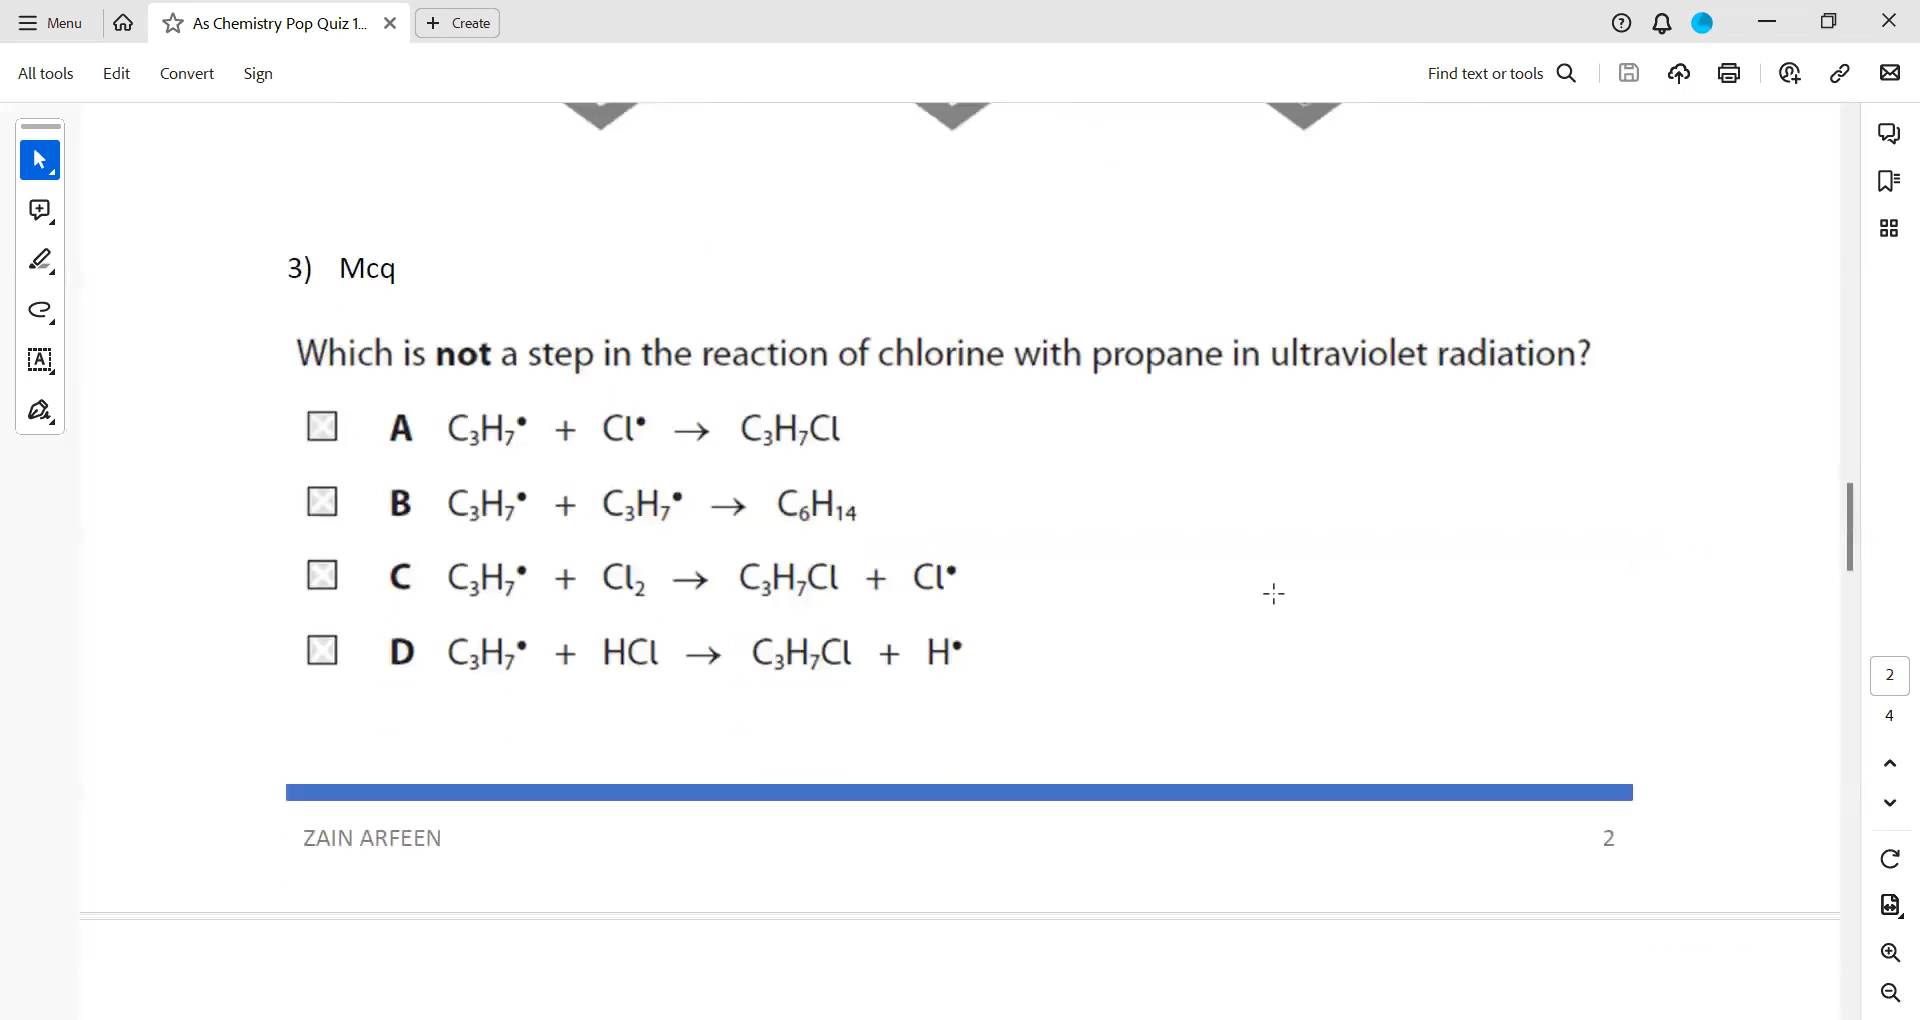 Menu
As Chemistry Pop Quiz 1...
Create
All tools
Edit
Convert
Sign
Find text or tools
3) Mcq
Which is not a step in the reaction of chlorine with propane in ultraviolet radiation?
A C₃H₇• + Cl• → C₃H₇Cl
B C₃H₇• + C₃H₇• → C₆H₁₄
C C₃H₇• + Cl₂ → C₃H₇Cl + Cl•
D C₃H₇• + HCl → C₃H₇Cl + H•
ZAIN ARFEEN
2
2
4